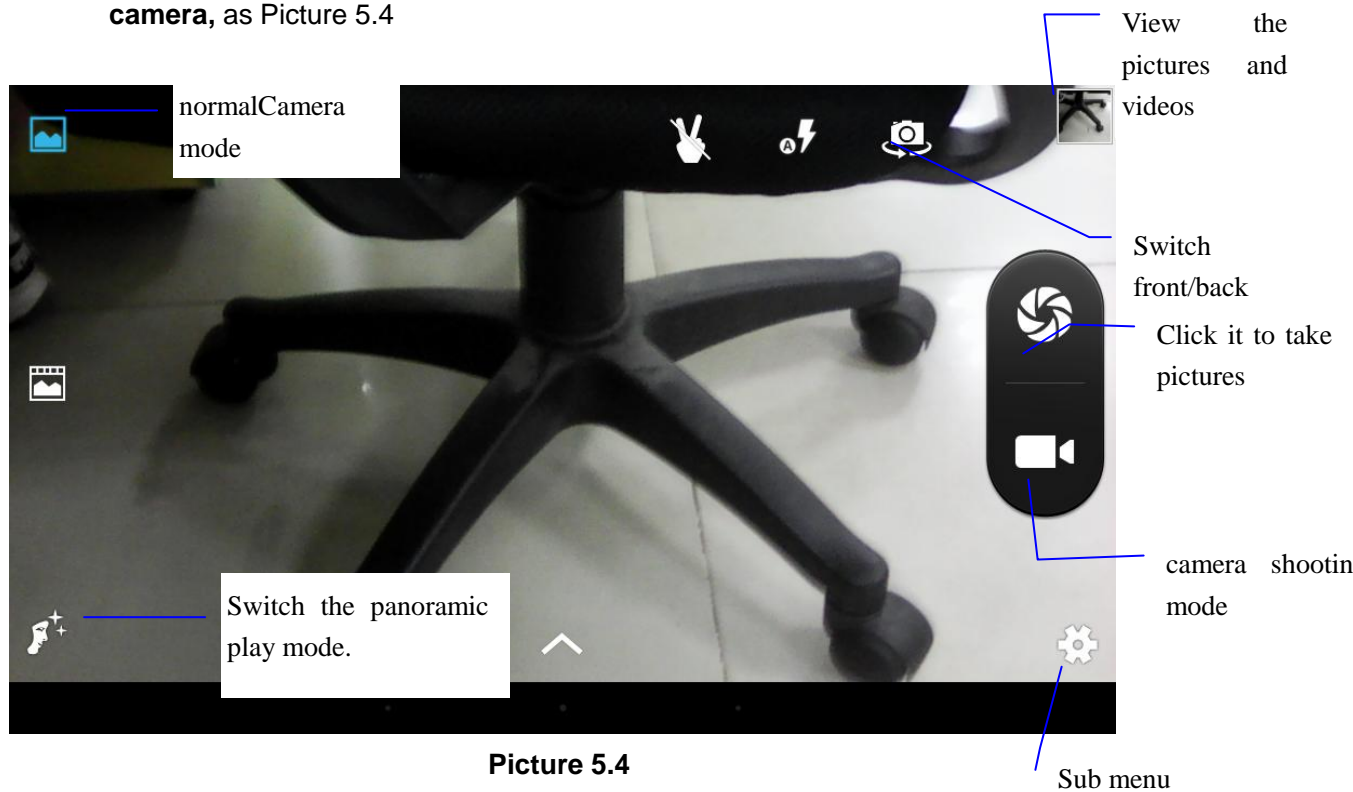 camera, as Picture 5.4
View the
pictures and
videos
normalCamera
mode
A
Switch
front/back
Click it to take
pictures
camera shootin
mode
Switch the panoramic
play mode.
Picture 5.4
Sub menu